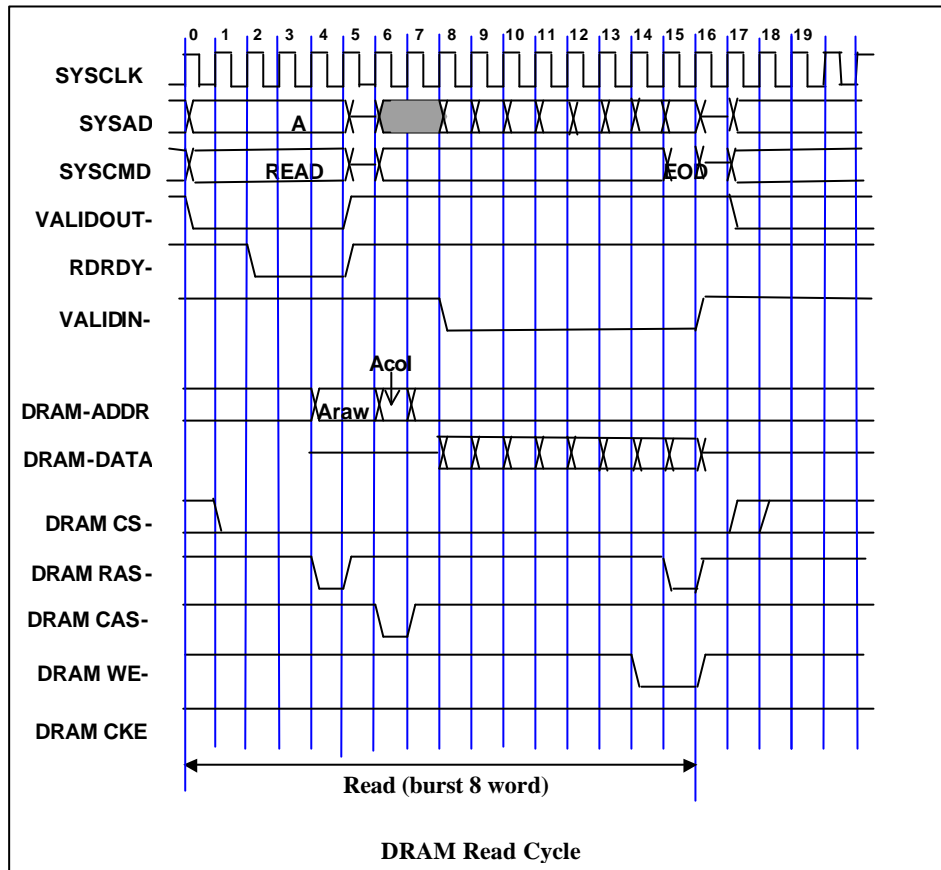 0 1 2 3 4 5 6 7 8 9 10 11 12 13 14 15 16 17 18 19
SYSCLK
SYSAD A
SYSCMD READ EOD
VALIDOUT-
RDRDY-
VALIDIN-
Acol
DRAM-ADDR Araw
DRAM-DATA
DRAM CS-
DRAM RAS-
DRAM CAS-
DRAM WE-
DRAM CKE
Read (burst 8 word)
DRAM Read Cycle